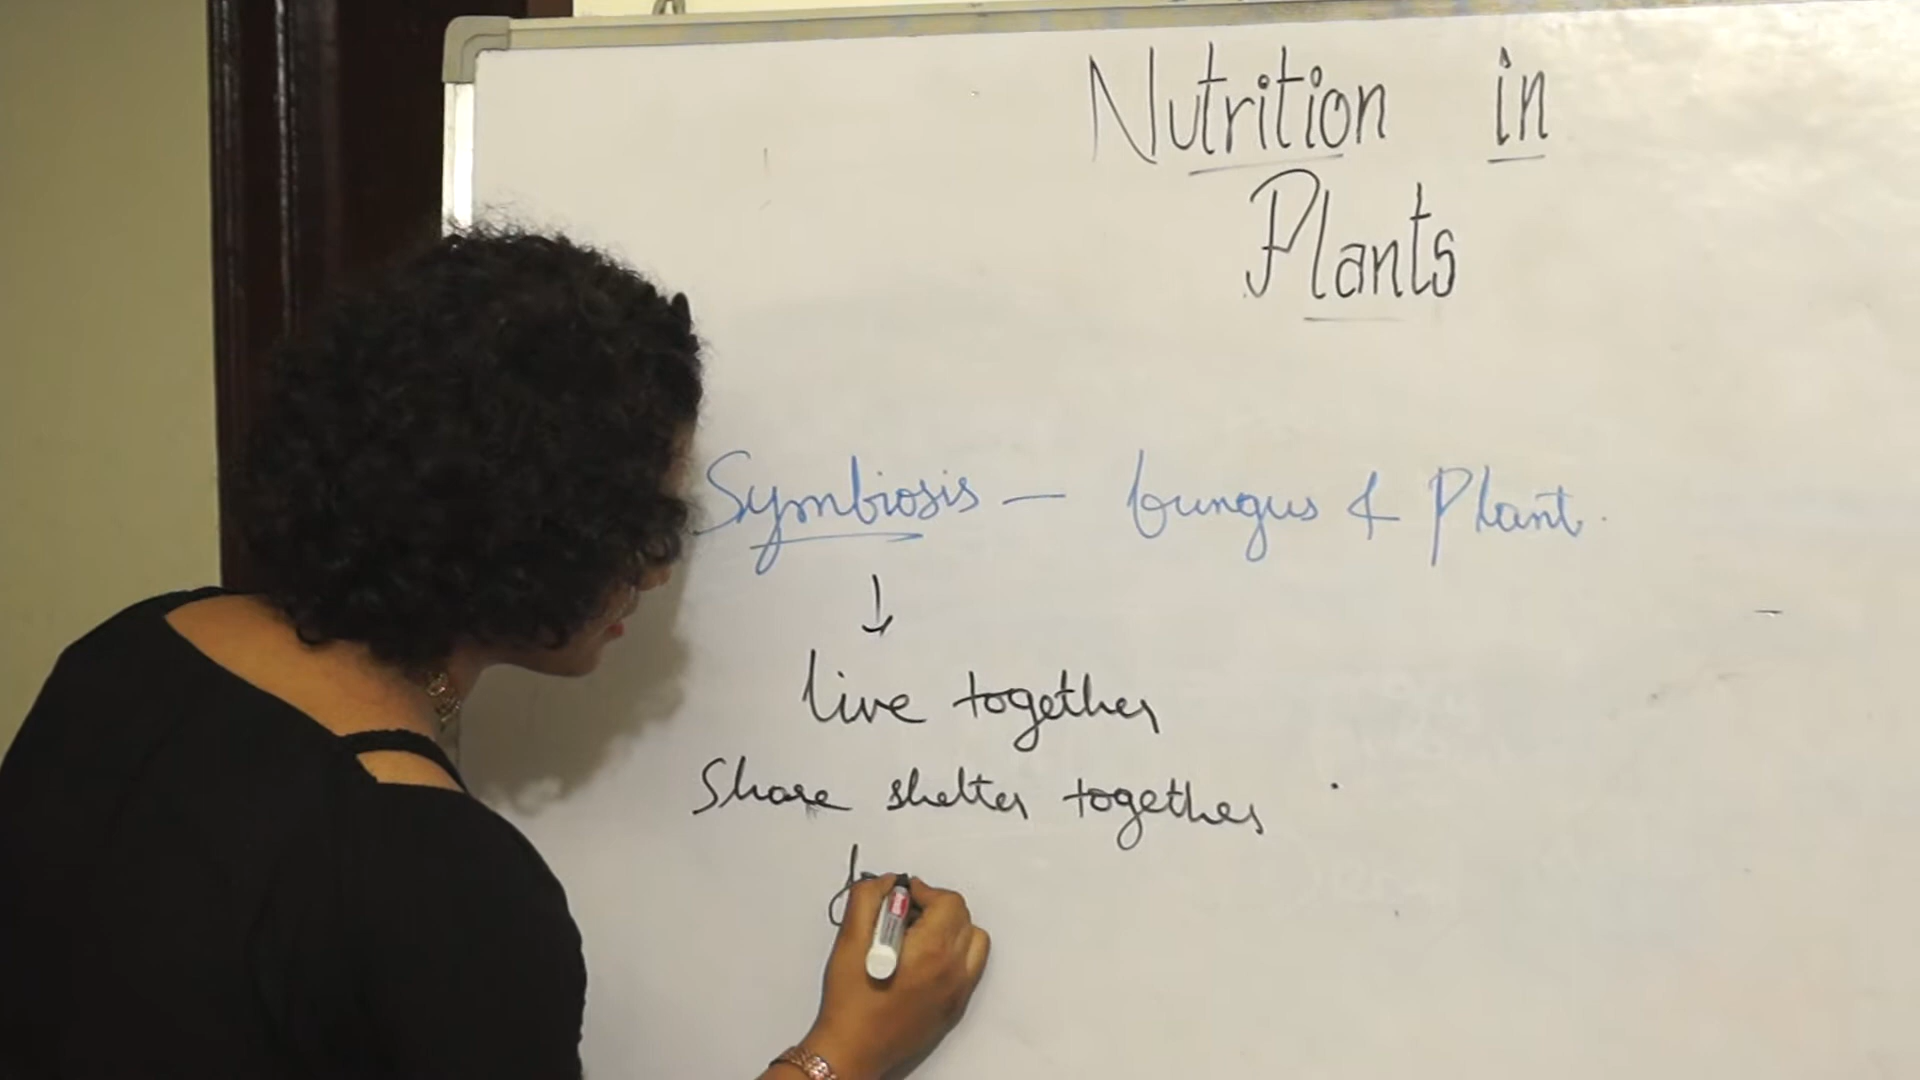 Nutrition in
Plants
Symbiosis — fungus & Plant.
↓
live together
Share shelter together